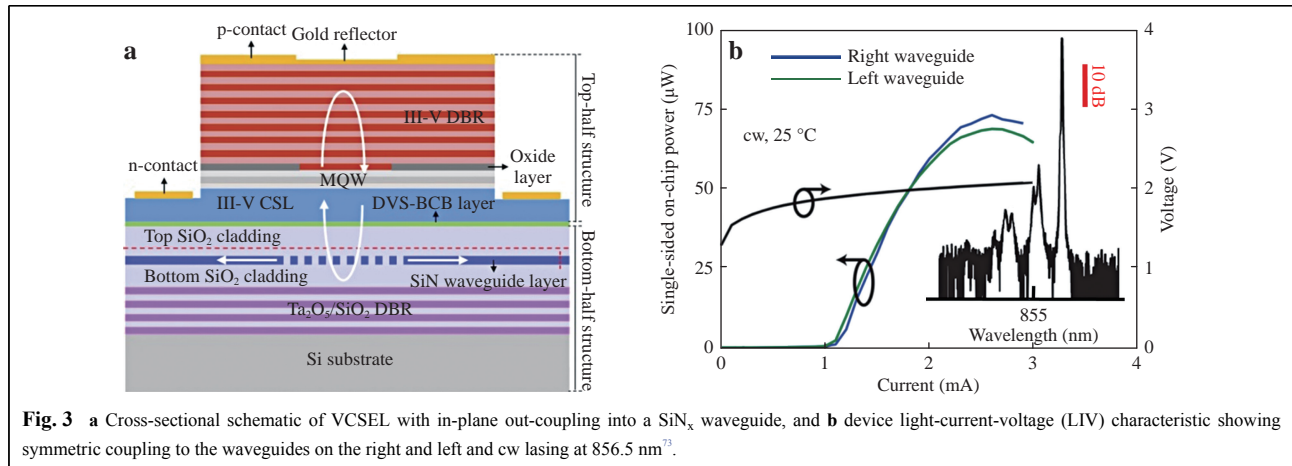 a
p-contact
Gold reflector
III-V DBR
n-contact
Oxide
layer
MQW
III-V CSL
DVS-BCB layer
Top SiO₂ cladding
Bottom SiO₂ cladding
SiN waveguide layer
Ta₂O₅/SiO₂ DBR
Si substrate
Top-half structure
Bottom-half structure
b
100
75
50
25
0
Single-sided on-chip power (μW)
Right waveguide
Left waveguide
cw, 25 °C
10 dB
855
Wavelength (nm)
4
3
2
1
0
Voltage (V)
0
1
2
3
4
Current (mA)
Fig. 3 a Cross-sectional schematic of VCSEL with in-plane out-coupling into a SiNₓ waveguide, and b device light-current-voltage (LIV) characteristic showing
symmetric coupling to the waveguides on the right and left and cw lasing at 856.5 nm⁷³.